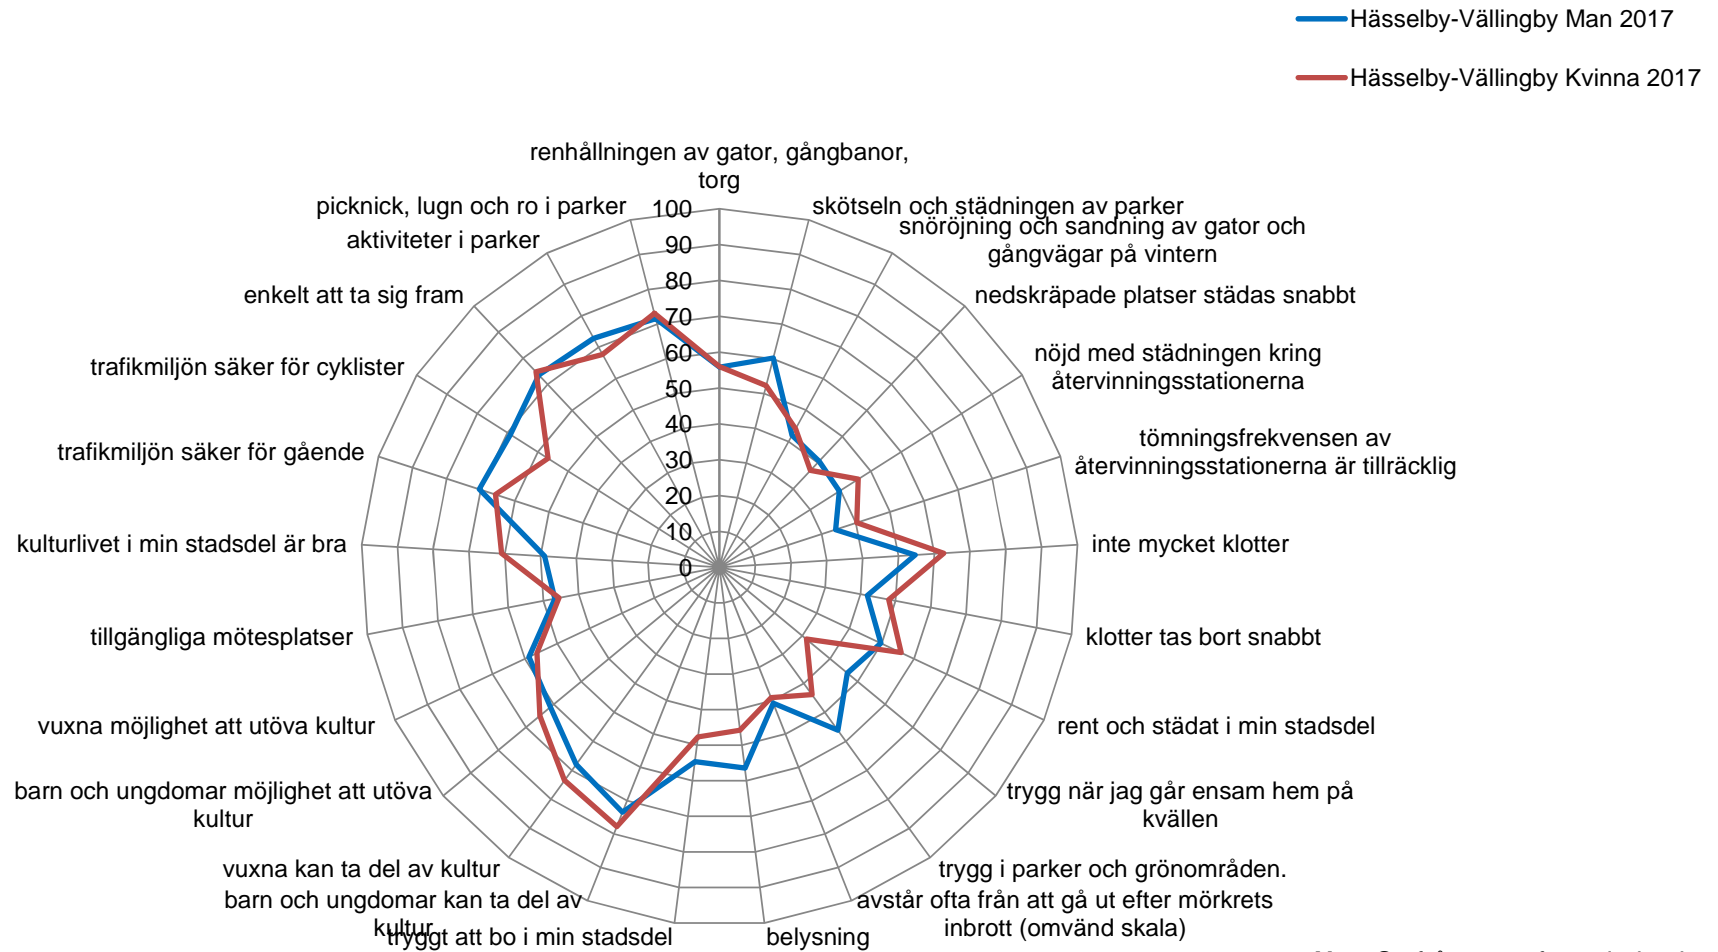 Hässelby-Vällingby Man 2017
Hässelby-Vällingby Kvinna 2017
renhållningen av gator, gångbanor,
torg
skötseln och städningen av parker
snöröjning och sandning av gator och
gångvägar på vintern
nedskräpade platser städas snabbt
nöjd med städningen kring
återvinningsstationerna
tömningsfrekvensen av
återvinningsstationerna är tillräcklig
inte mycket klotter
klotter tas bort snabbt
rent och städat i min stadsdel
trygg när jag går ensam hem på
kvällen
trygg i parker och grönområden.
avstår ofta från att gå ut efter mörkrets
inbrott (omvänd skala)
belysning
tryggt att bo i min stadsdel
barn och ungdomar kan ta del av
kultur
vuxna kan ta del av kultur
barn och ungdomar möjlighet att utöva
kultur
vuxna möjlighet att utöva kultur
tillgängliga mötesplatser
kulturlivet i min stadsdel är bra
trafikmiljön säker för gående
trafikmiljön säker för cyklister
enkelt att ta sig fram
aktiviteter i parker
picknick, lugn och ro i parker
100
90
80
70
60
50
40
30
20
10
0